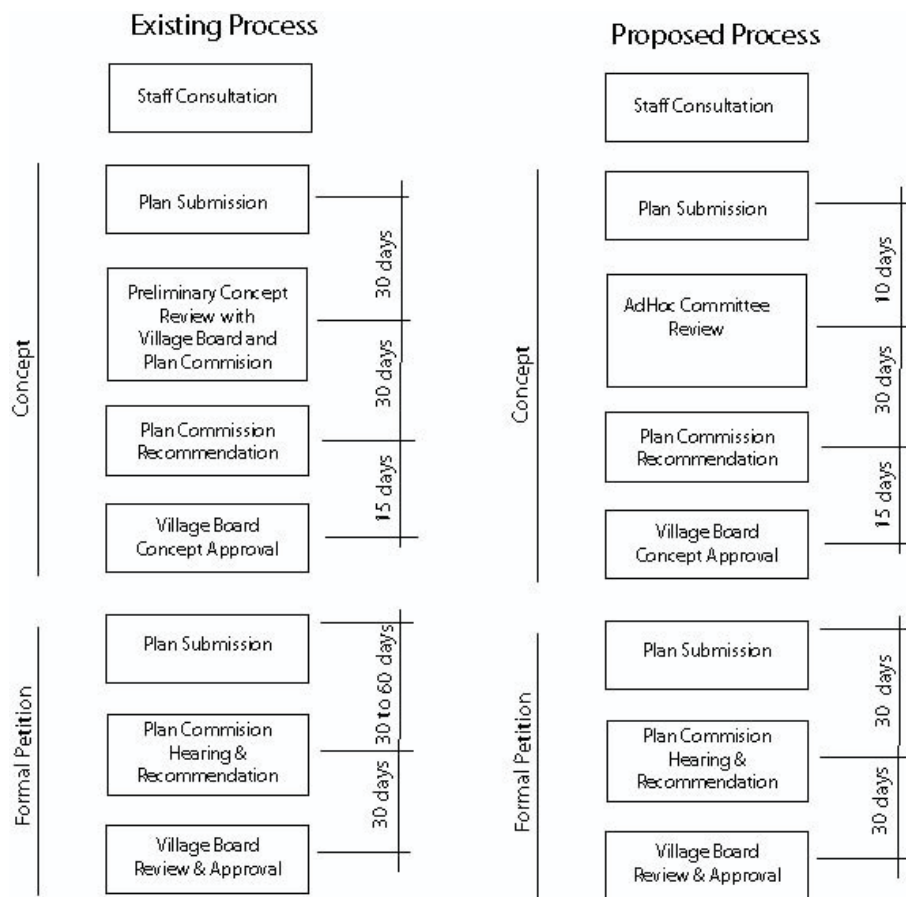 Existing Process
Staff Consultation
Concept
Plan Submission
30 days
Preliminary Concept
Review with
Village Board and
Plan Commision
30 days
Plan Commission
Recommendation
15 days
Village Board
Concept Approval
Formal Petition
Plan Submission
30 to 60 days
Plan Commision
Hearing &
Recommendation
30 days
Village Board
Review & Approval
Proposed Process
Staff Consultation
Concept
Plan Submission
10 days
AdHoc Committee
Review
30 days
Plan Commission
Recommendation
15 days
Village Board
Concept Approval
Formal Petition
Plan Submission
30 days
Plan Commision
Hearing &
Recommendation
30 days
Village Board
Review & Approval